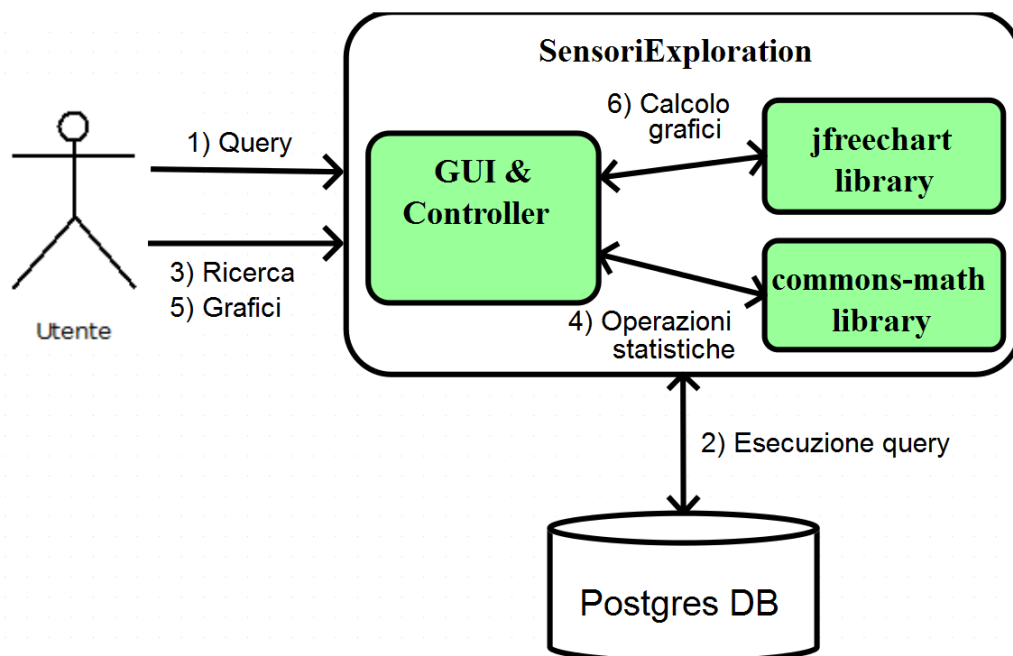 SensoriExploration
1) Query
3) Ricerca
5) Grafici
Utente
GUI &
Controller
6) Calcolo
grafici
jfreechart
library
4) Operazioni
statistiche
commons-math
library
2) Esecuzione query
Postgres DB